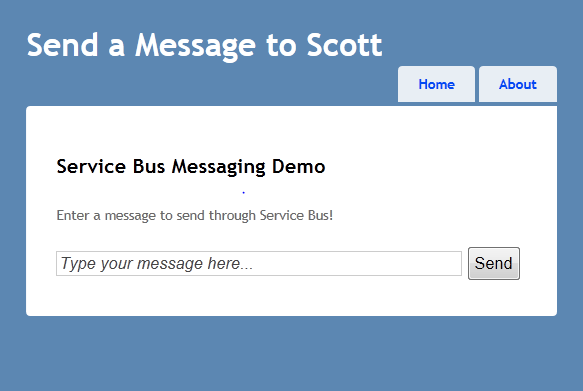 Send a Message to Scott
Home About
Service Bus Messaging Demo
Enter a message to send through Service Bus!
Type your message here... Send